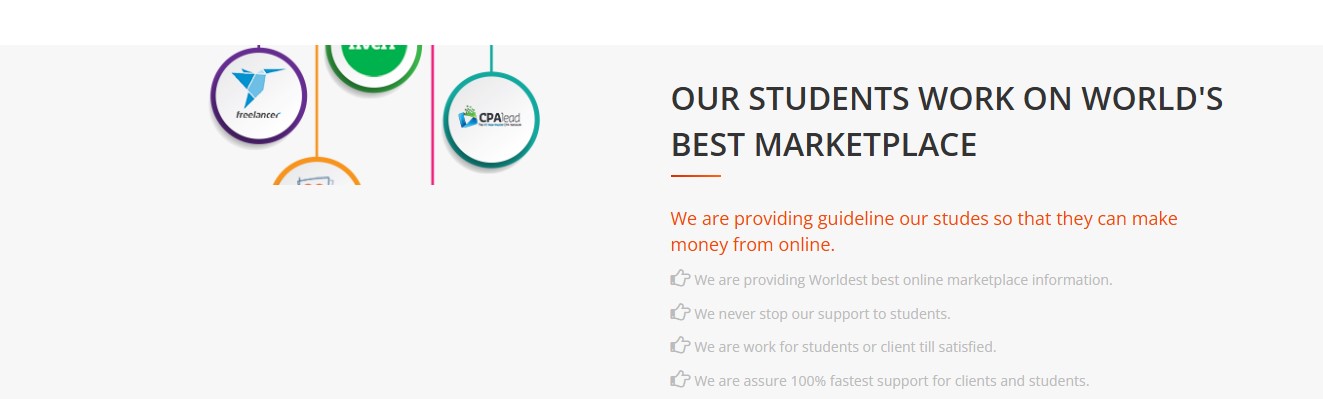 freelancer
CPAlead
OUR STUDENTS WORK ON WORLD'S
BEST MARKETPLACE
We are providing guideline our studes so that they can make
money from online.
We are providing Worldest best online marketplace information.
We never stop our support to students.
We are work for students or client till satisfied.
We are assure 100% fastest support for clients and students.